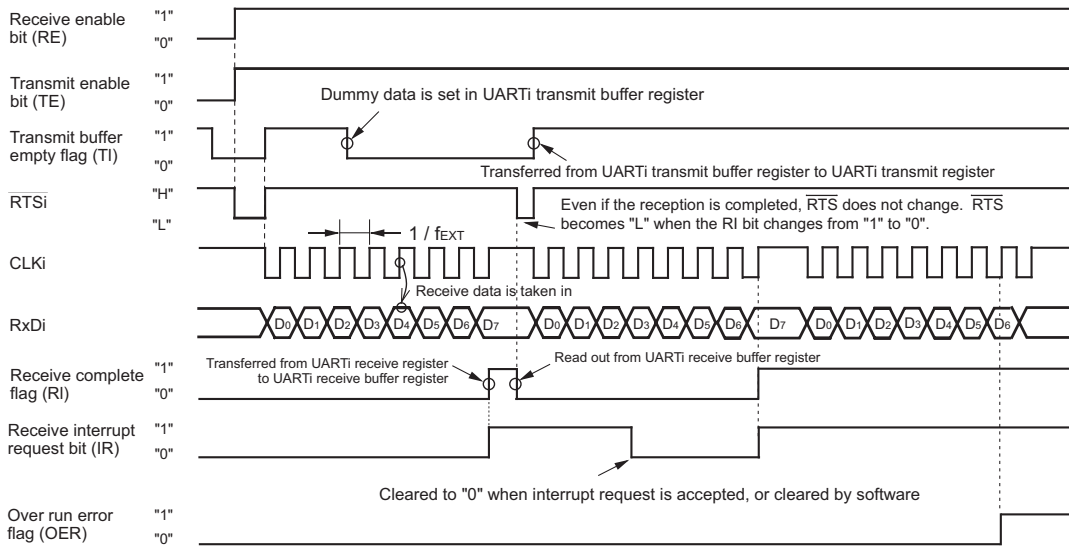 Receive enable
bit (RE)
"1"
"0"
Transmit enable
bit (TE)
"1"
"0"
Dummy data is set in UARTi transmit buffer register
Transmit buffer
empty flag (TI)
"1"
"0"
Transferred from UARTi transmit buffer register to UARTi transmit register
RTSi
"H"
"L"
Even if the reception is completed, RTS does not change. RTS
becomes "L" when the RI bit changes from "1" to "0".
1 / fEXT
CLKi
Receive data is taken in
RxDi
D0 D1 D2 D3 D4 D5 D6 D7 D0 D1 D2 D3 D4 D5 D6 D7 D0 D1 D2 D3 D4 D5 D6
Transferred from UARTi receive register
to UARTi receive buffer register
Read out from UARTi receive buffer register
Receive complete
flag (RI)
"1"
"0"
Receive interrupt
request bit (IR)
"1"
"0"
Cleared to "0" when interrupt request is accepted, or cleared by software
Over run error
flag (OER)
"1"
"0"